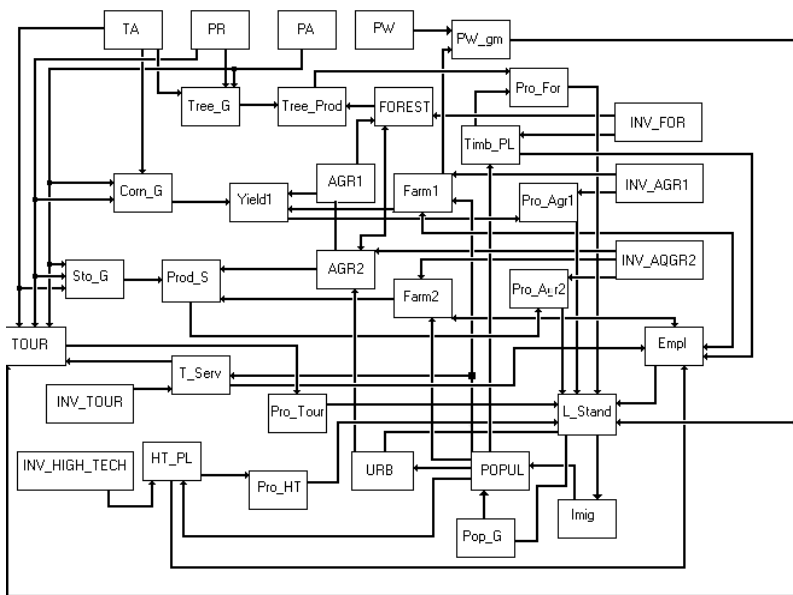 TA
PR
PA
PW
PW_gm
Pro_For
Tree_G
Tree_Prod
FOREST
INV_FOR
Timb_PL
AGR1
Farm1
INV_AGR1
Corn_G
Yield1
Pro_Agr1
AGR2
INV_AQGR2
Sto_G
Prod_S
Farm2
Pro_Agr2
TOUR
Empl
T_Serv
INV_TOUR
Pro_Tour
L_Stand
INV_HIGH_TECH
HT_PL
URB
POPUL
Pro_HT
Imig
Pop_G